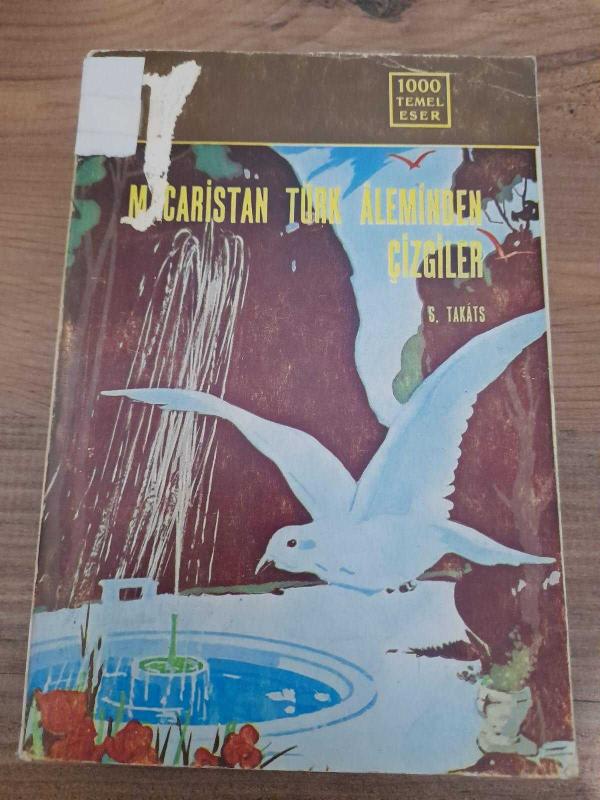 1000
TEMEL
ESER
MACARİSTAN TÜRK ÂLEMİNDEN
ÇİZGİLER
S. TAKÁTS